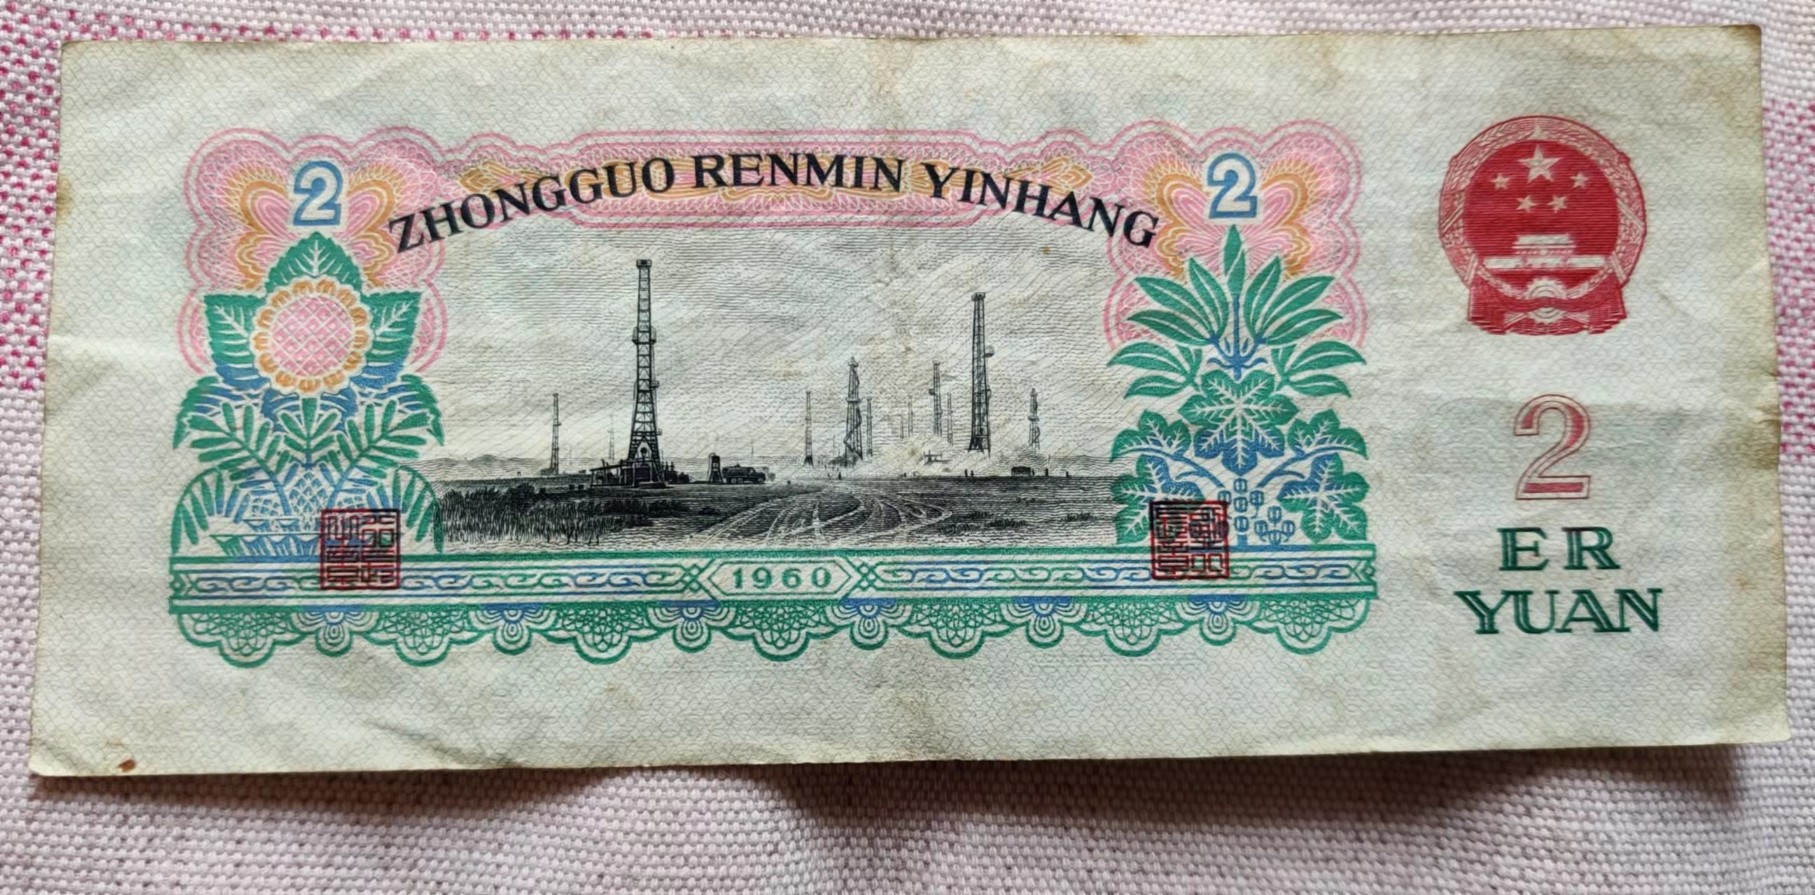 ZHONGGUO RENMIN YINHANG
2
2
1960
2
ER
YUAN